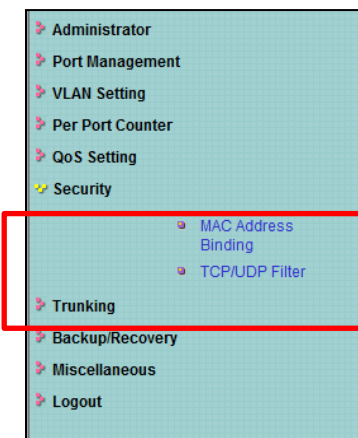 Administrator
Port Management
VLAN Setting
Per Port Counter
QoS Setting
Security
MAC Address
Binding
TCP/UDP Filter
Trunking
Backup/Recovery
Miscellaneous
Logout